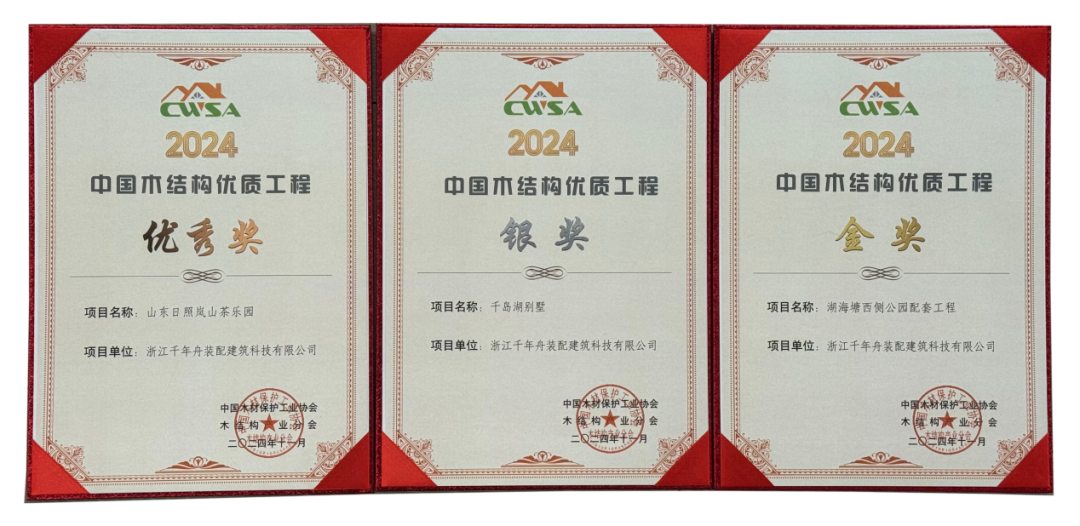 CWSA
2024
中国木结构优质工程
优秀奖
项目名称：山东日照岚山茶乐园
项目单位：浙江千年舟装配建筑科技有限公司
中国木材保护工业协会
木结构产业分会
二〇二四年十一月
CWSA
2024
中国木结构优质工程
银奖
项目名称：千岛湖别墅
项目单位：浙江千年舟装配建筑科技有限公司
中国木材保护工业协会
木结构产业分会
二〇二四年十一月
CWSA
2024
中国木结构优质工程
金奖
项目名称：湖海塘西侧公园配套工程
项目单位：浙江千年舟装配建筑科技有限公司
中国木材保护工业协会
木结构产业分会
二〇二四年十一月